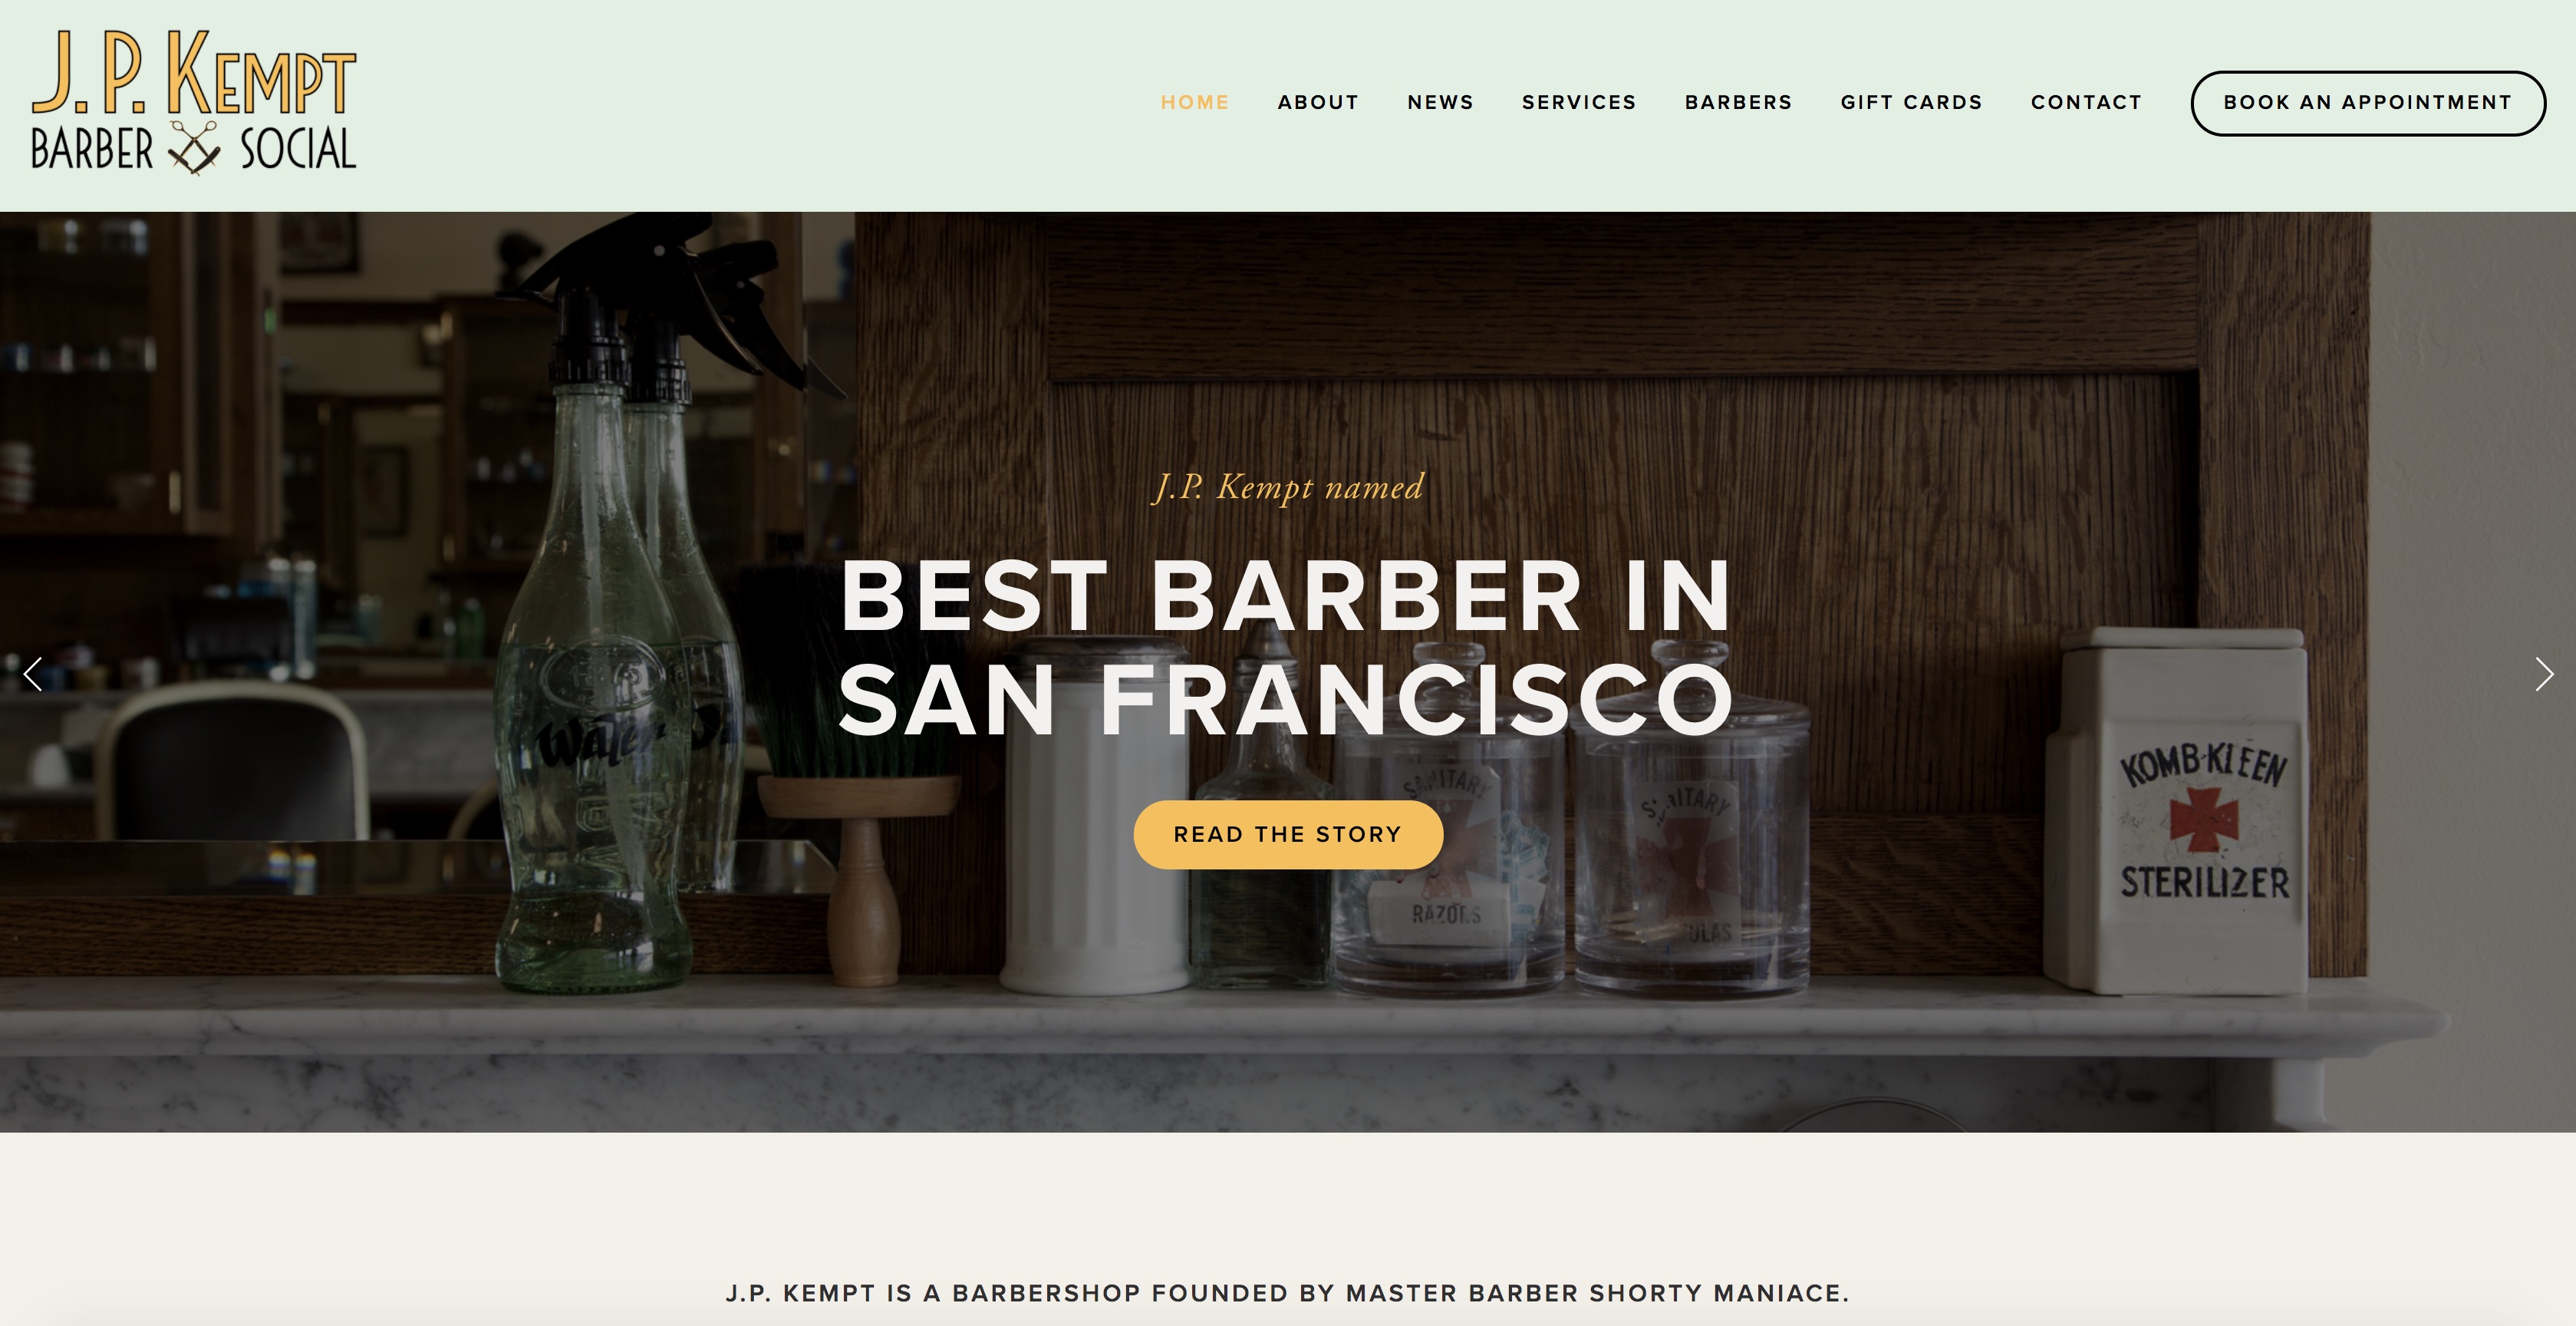 J.P. KEMPT
BARBER SOCIAL
HOME ABOUT NEWS SERVICES BARBERS GIFT CARDS CONTACT BOOK AN APPOINTMENT
J.P. Kempt named
BEST BARBER IN
SAN FRANCISCO
Water
KOMB-KLEEN
STERILIZER
SANITARY
RAZORS
SANITARY
READ THE STORY
J.P. KEMPT IS A BARBERSHOP FOUNDED BY MASTER BARBER SHORTY MANIACE.